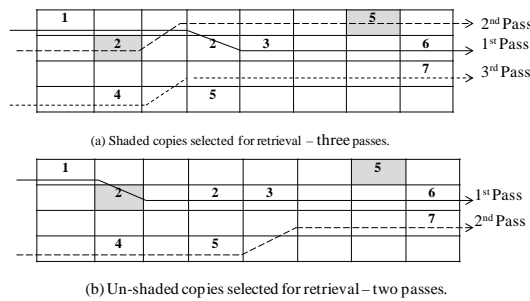 1 5 2nd Pass
2 2 3 6 1st Pass
7 3rd Pass
4 5
(a) Shaded copies selected for retrieval – three passes.
1 5
2 2 3 6 1st Pass
7 2nd Pass
4 5
(b) Un-shaded copies selected for retrieval – two passes.